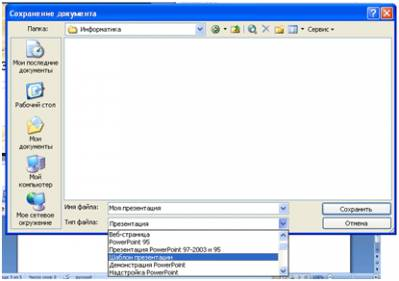 Сохранение документа
Папка: Информатика Сервис
Мои последние документы
Рабочий стол
Мои документы
Мой компьютер
Мое сетевое окружение
Имя файла: Моя презентация Сохранить
Тип файла: Презентация Отмена
Веб-страница
PowerPoint 95
Презентация PowerPoint 97-2003 и 95
Шаблон презентации
Демонстрация PowerPoint
Надстройка PowerPoint